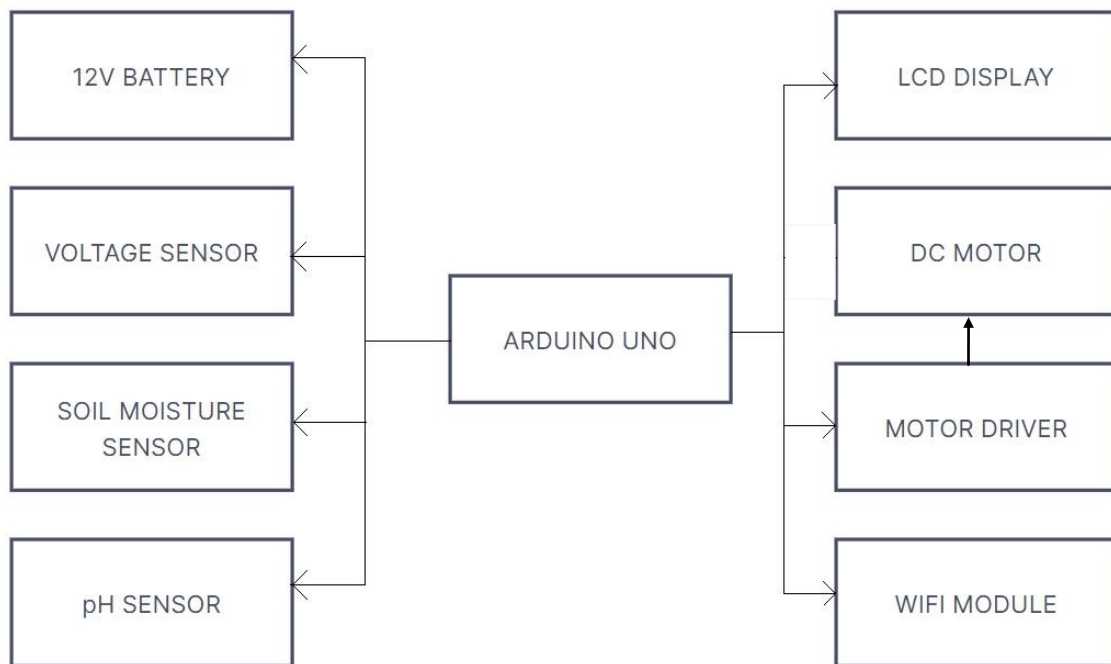 12V BATTERY
VOLTAGE SENSOR
SOIL MOISTURE
SENSOR
pH SENSOR
ARDUINO UNO
LCD DISPLAY
DC MOTOR
MOTOR DRIVER
WIFI MODULE